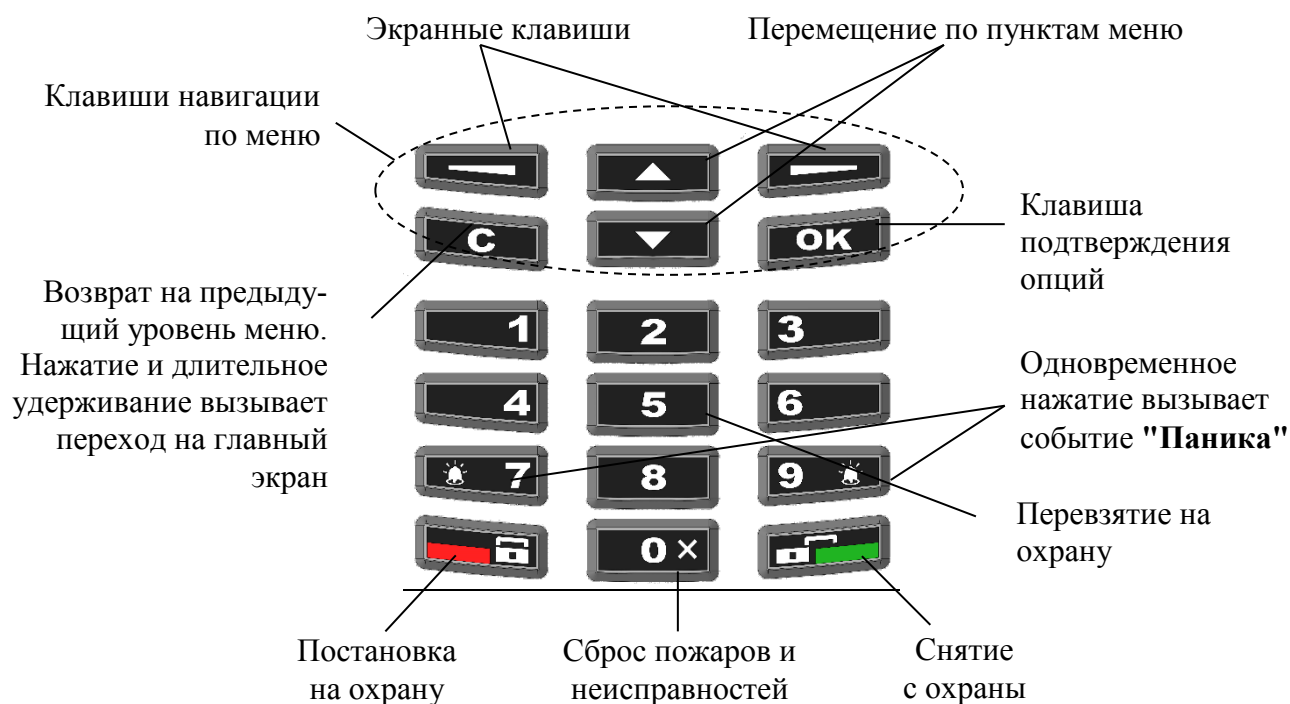 Экранные клавиши
Перемещение по пунктам меню
Клавиши навигации
по меню
C
OK
Клавиша
подтверждения
опций
Возврат на предыду-
щий уровень меню.
Нажатие и длительное
удерживание вызывает
переход на главный
экран
1
2
3
4
5
6
7
8
9
0 ×
Одновременное
нажатие вызывает
событие "Паника"
Перевзятие на
охрану
Постановка
на охрану
Сброс пожаров и
неисправностей
Снятие
с охраны